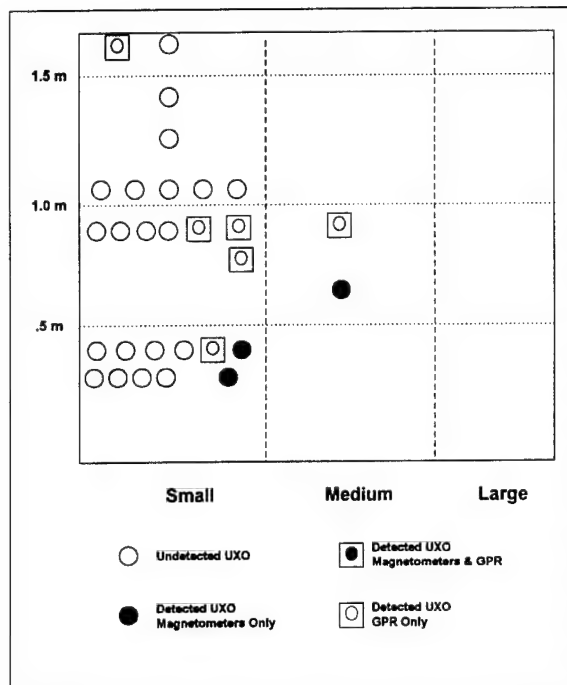 1.5 m
1.0 m
.5 m
Small Medium Large
Undetected UXO
Detected UXO
Magnetometers & GPR
Detected UXO
Magnetometers Only
Detected UXO
GPR Only